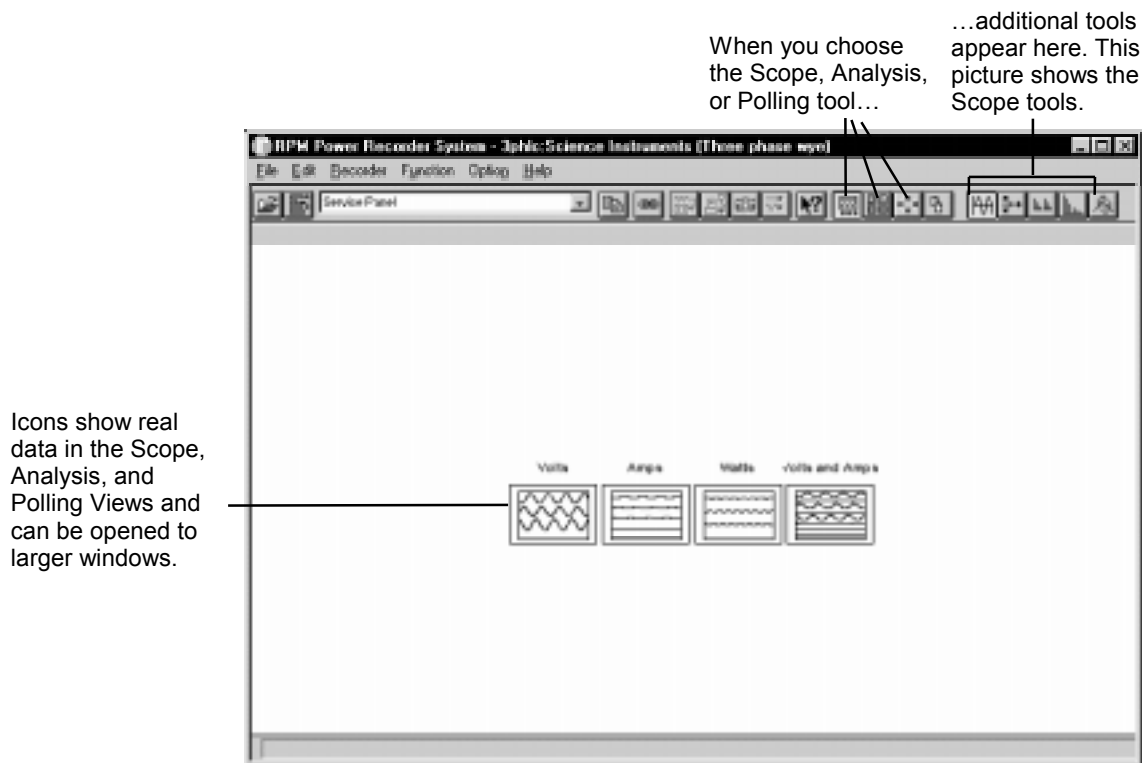 …additional tools
appear here. This
picture shows the
Scope tools.
When you choose
the Scope, Analysis,
or Polling tool…
RPM Power Recorder System - 3phlc:Science Instruments (Three phase wye)
File Edit Recorder Function Option Help
Service Panel
Icons show real
data in the Scope,
Analysis, and
Polling Views and
can be opened to
larger windows.
Volts Amps Watts Volts and Amps